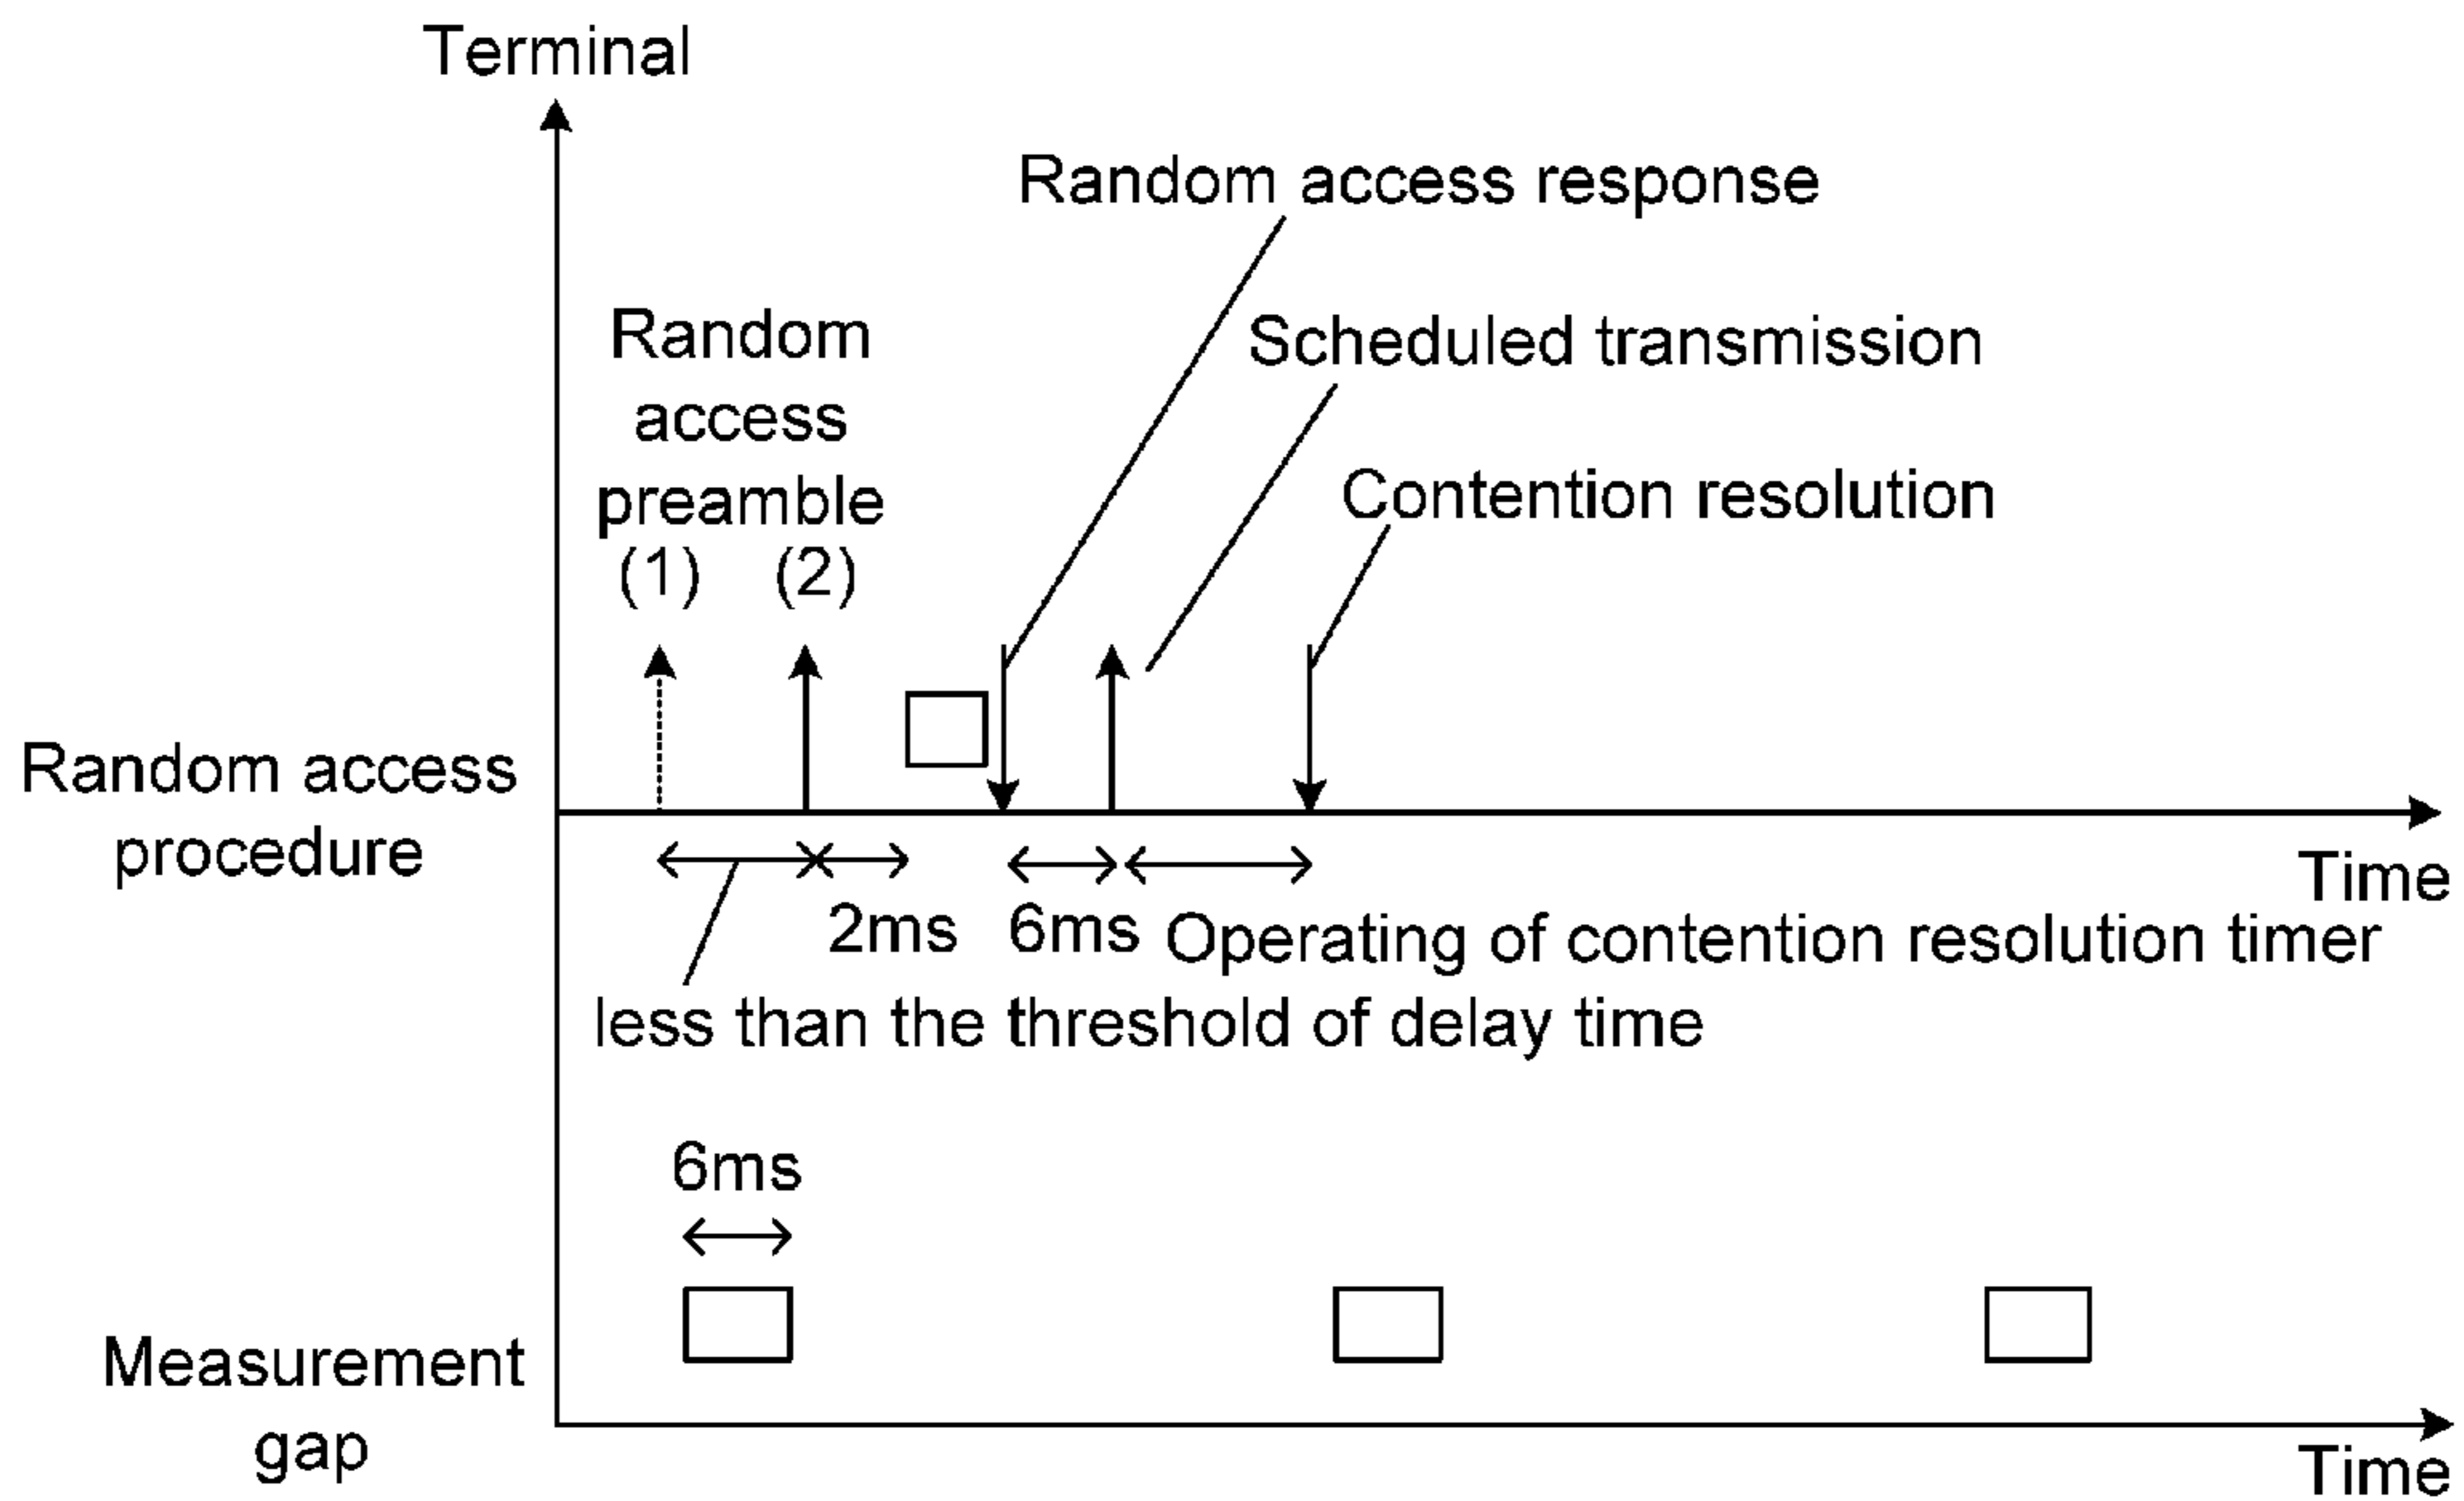 Terminal
Random access response
Random
access
preamble
(1) (2)
Scheduled transmission
Contention resolution
Random access
procedure
Time
2ms 6ms Operating of contention resolution timer
less than the threshold of delay time
6ms
Measurement
gap
Time